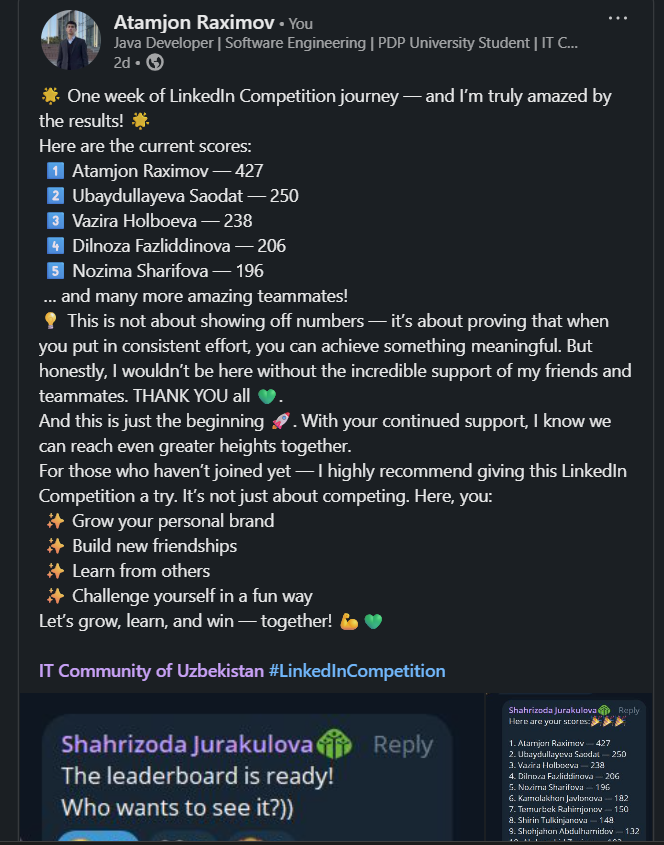 Atamjon Raximov • You
Java Developer | Software Engineering | PDP University Student | IT C...
2d •
🌟 One week of LinkedIn Competition journey — and I’m truly amazed by
the results! 🌟
Here are the current scores:
1️⃣ Atamjon Raximov — 427
2️⃣ Ubaydullayeva Saodat — 250
3️⃣ Vazira Holboeva — 238
4️⃣ Dilnoza Fazliddinova — 206
5️⃣ Nozima Sharifova — 196
... and many more amazing teammates!
💡 This is not about showing off numbers — it’s about proving that when
you put in consistent effort, you can achieve something meaningful. But
honestly, I wouldn’t be here without the incredible support of my friends and
teammates. THANK YOU all 💚.
And this is just the beginning 🚀. With your continued support, I know we
can reach even greater heights together.
For those who haven’t joined yet — I highly recommend giving this LinkedIn
Competition a try. It’s not just about competing. Here, you:
✨ Grow your personal brand
✨ Build new friendships
✨ Learn from others
✨ Challenge yourself in a fun way
Let’s grow, learn, and win — together! 💪 💚
IT Community of Uzbekistan #LinkedInCompetition
Shahrizoda Jurakulova Reply
The leaderboard is ready!
Who wants to see it?))
Shahrizoda Jurakulova Reply
Here are your scores:🎉🎉🎉
1. Atamjon Raximov — 427
2. Ubaydullayeva Saodat — 250
3. Vazira Holboeva — 238
4. Dilnoza Fazliddinova — 206
5. Nozima Sharifova — 196
6. Kamolakhon Javlonova — 182
7. Temurbek Rahimjonov — 150
8. Shirin Tulkinjanova — 148
9. Shohjahon Abdulhamidov — 132